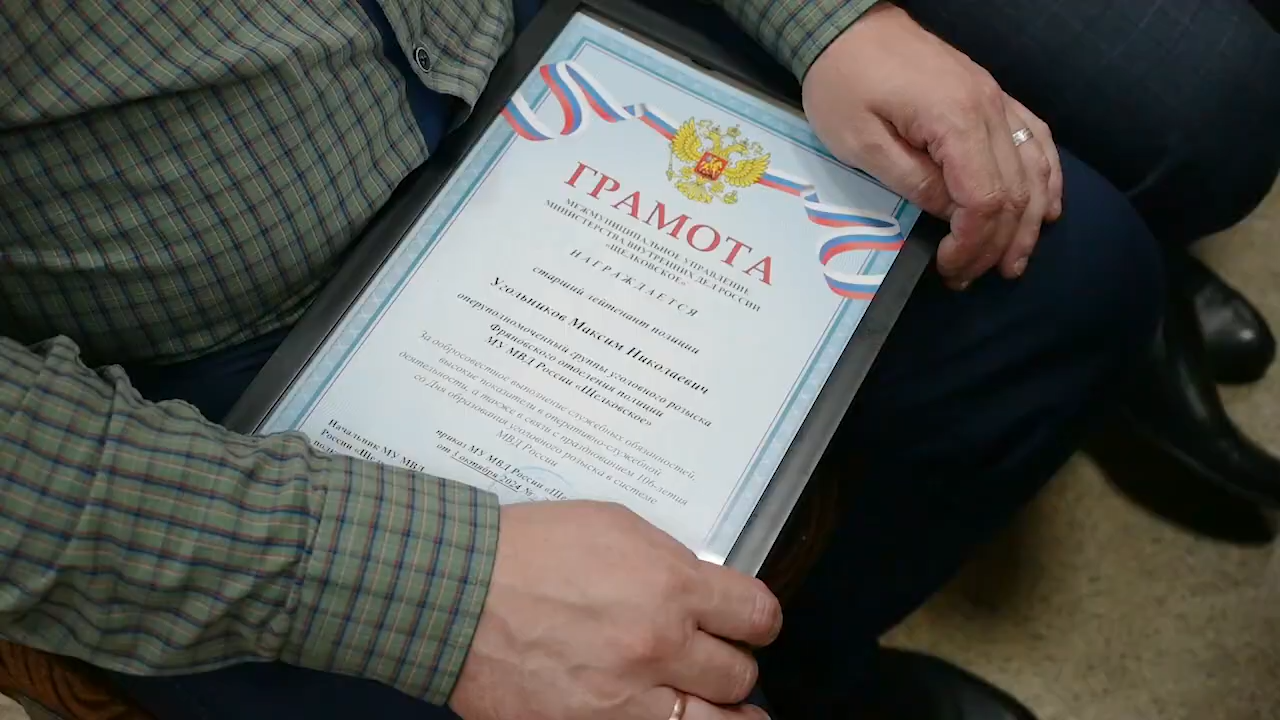 ГРАМОТА
МЕЖМУНИЦИПАЛЬНОЕ УПРАВЛЕНИЕ
МИНИСТЕРСТВА ВНУТРЕННИХ ДЕЛ РОССИИ
«ЩЕЛКОВСКОЕ»
НАГРАЖДАЕТСЯ
старший лейтенант полиции
Угольников Максим Николаевич
оперуполномоченный группы уголовного розыска
Фряновского отделения полиции
МУ МВД России «Щелковское»
За добросовестное выполнение служебных обязанностей,
высокие показатели в оперативно-служебной
деятельности, а также в связи с празднованием 106-летия
со Дня образования уголовного розыска в системе
МВД России
Начальник МУ МВД
России «Ще
приказ МУ МВД России «Ще
от 3 октября 2024 №